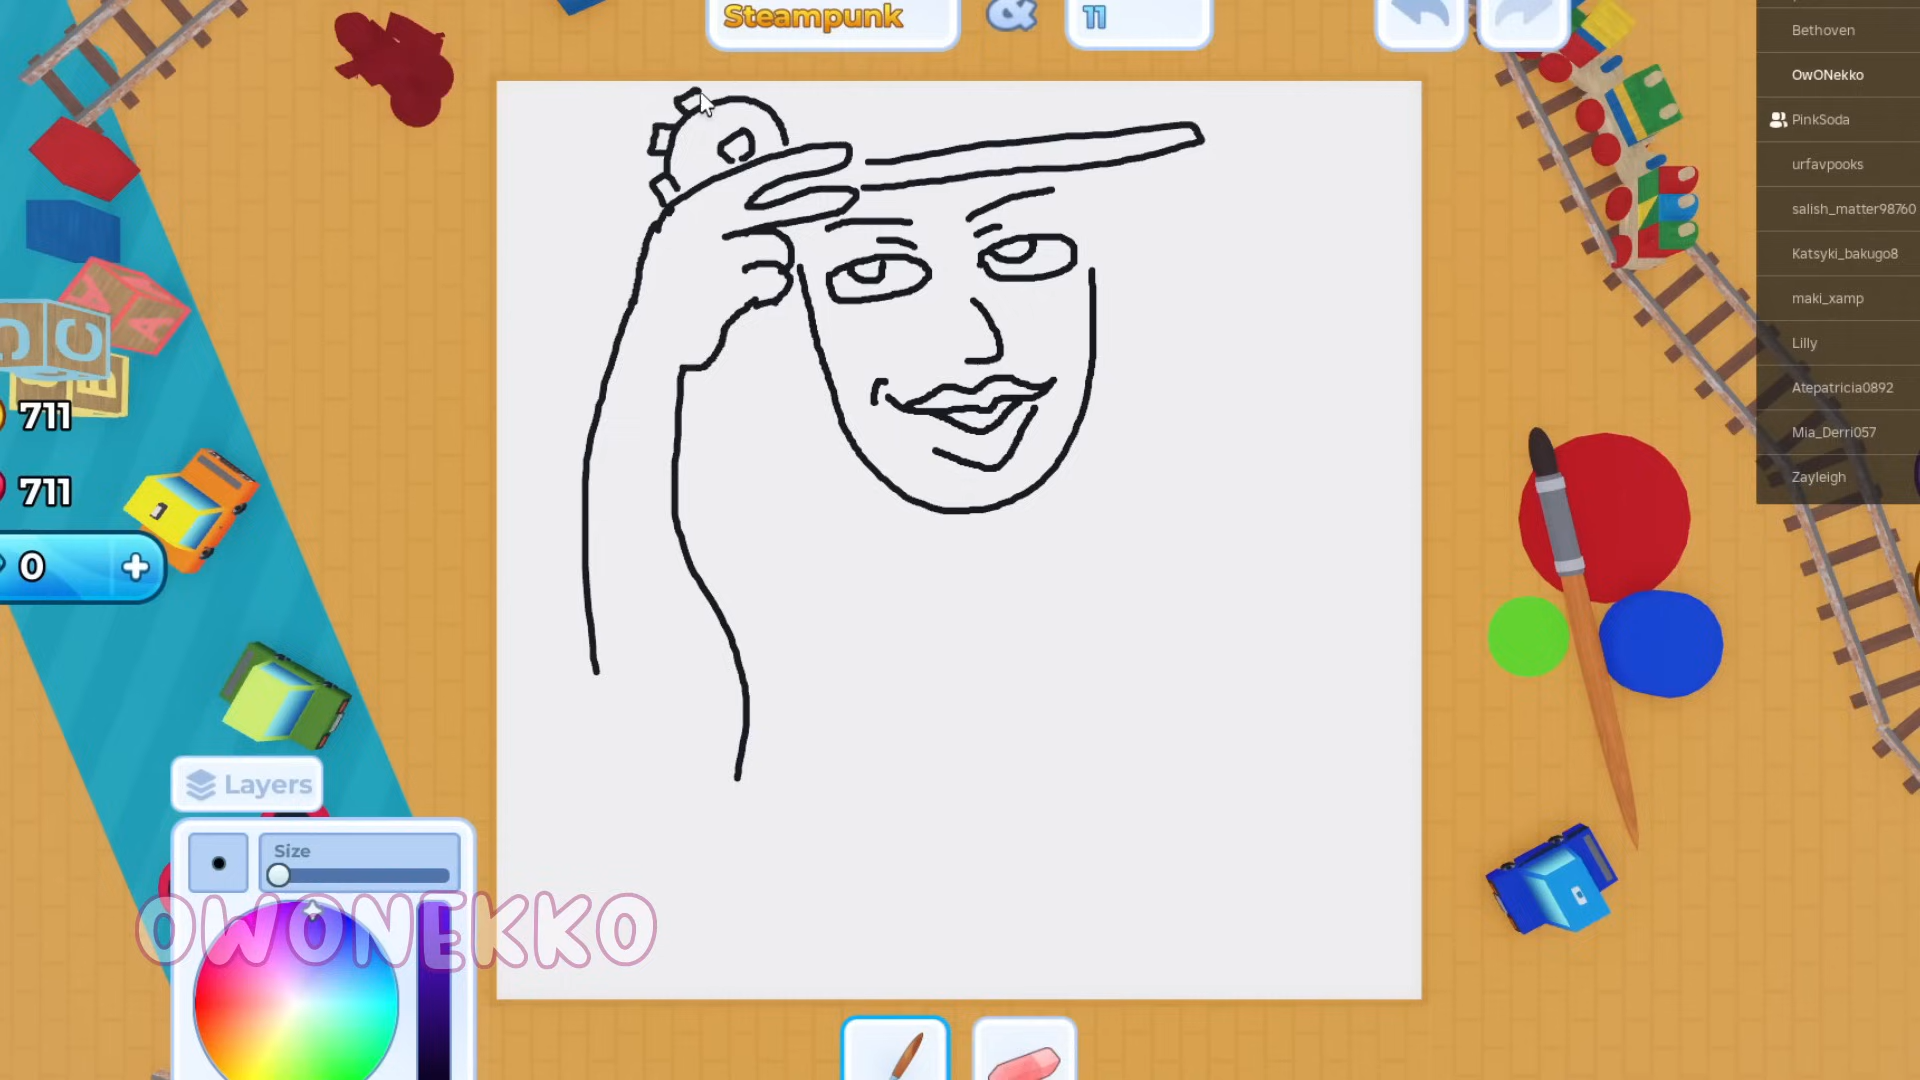 Steampunk & 11
Bethoven
OwONekko
PinkSoda
urfavpooks
salish_matter98760
Katsyki_bakugo8
maki_xamp
Lilly
Atepatricia0892
Mia_Derri057
Zayleigh
A
A
O
711
711
1
0 +
Layers
Size
OWONEKKO